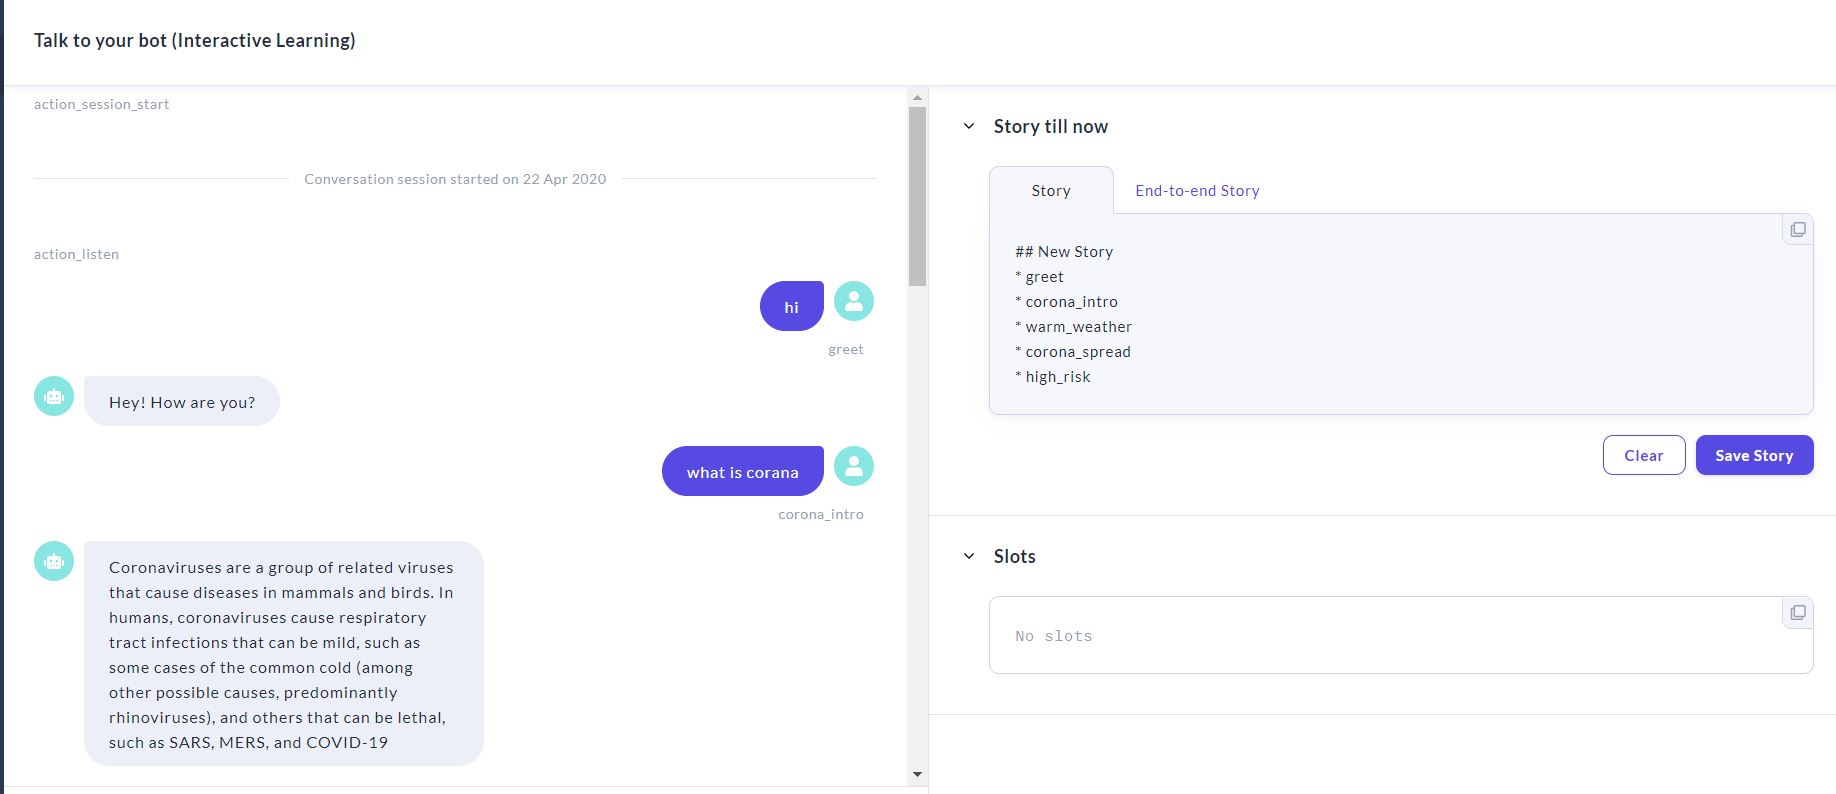 Talk to your bot (Interactive Learning)
action_session_start
Conversation session started on 22 Apr 2020
action_listen
hi
greet
Hey! How are you?
what is corana
corona_intro
Coronaviruses are a group of related viruses
that cause diseases in mammals and birds. In
humans, coronaviruses cause respiratory
tract infections that can be mild, such as
some cases of the common cold (among
other possible causes, predominantly
rhinoviruses), and others that can be lethal,
such as SARS, MERS, and COVID-19
Story till now
Story
End-to-end Story
## New Story
* greet
* corona_intro
* warm_weather
* corona_spread
* high_risk
Clear
Save Story
Slots
No slots